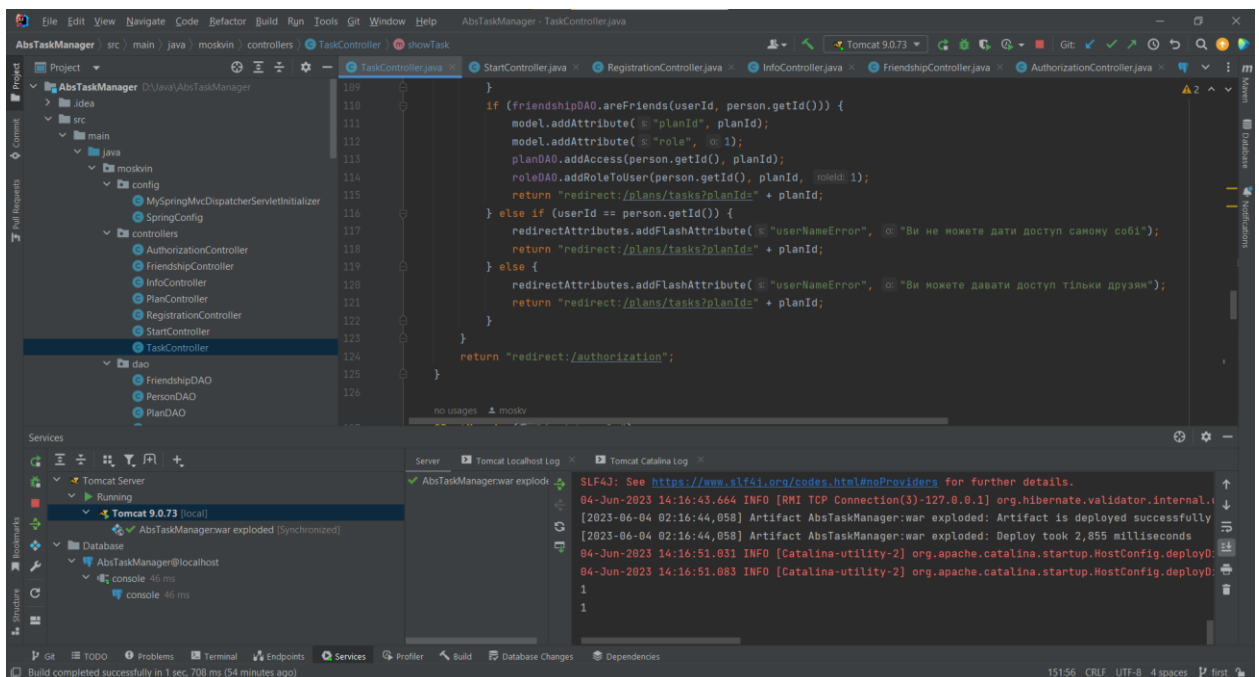 File Edit View Navigate Code Refactor Build Run Tools Git Window Help AbsTaskManager - TaskController.java
AbsTaskManager src main java moskvin controllers TaskController showTask
Tomcat 9.0.73 Git:
Project
TaskController.java StartController.java RegistrationController.java InfoController.java FriendshipController.java AuthorizationController.java
AbsTaskManager D:\Java\AbsTaskManager
.idea
src
main
java
moskvin
config
MySpringMvcDispatcherServletInitializer
SpringConfig
controllers
AuthorizationController
FriendshipController
InfoController
PlanController
RegistrationController
StartController
TaskController
dao
FriendshipDAO
PersonDAO
PlanDAO
109 }
110 if (friendshipDAO.areFriends(userId, person.getId())) {
111 model.addAttribute( s: "planId", planId);
112 model.addAttribute( s: "role", o: 1);
113 planDAO.addAccess(person.getId(), planId);
114 roleDAO.addRoleToUser(person.getId(), planId, roleId: 1);
115 return "redirect:/plans/tasks?planId=" + planId;
116 } else if (userId == person.getId()) {
117 redirectAttributes.addFlashAttribute( s: "userNameError", o: "Ви не можете дати доступ самому собі");
118 return "redirect:/plans/tasks?planId=" + planId;
119 } else {
120 redirectAttributes.addFlashAttribute( s: "userNameError", o: "Ви можете давати доступ тільки друзям");
121 return "redirect:/plans/tasks?planId=" + planId;
122 }
123 }
124 return "redirect:/authorization";
125 }
126
no usages moskv
2
Project
Commit
Pull Requests
Bookmarks
Structure
Maven
Database
Notifications
Services
Tomcat Server
Running
Tomcat 9.0.73 [local]
AbsTaskManager:war exploded [Synchronized]
Database
AbsTaskManager@localhost
console 46 ms
console 46 ms
Server Tomcat Localhost Log Tomcat Catalina Log
AbsTaskManager:war explode
SLF4J: See https://www.slf4j.org/codes.html#noProviders for further details.
04-Jun-2023 14:16:43.664 INFO [RMI TCP Connection(3)-127.0.0.1] org.hibernate.validator.internal.
[2023-06-04 02:16:44,058] Artifact AbsTaskManager:war exploded: Artifact is deployed successfully
[2023-06-04 02:16:44,058] Artifact AbsTaskManager:war exploded: Deploy took 2,855 milliseconds
04-Jun-2023 14:16:51.031 INFO [Catalina-utility-2] org.apache.catalina.startup.HostConfig.deployD
04-Jun-2023 14:16:51.083 INFO [Catalina-utility-2] org.apache.catalina.startup.HostConfig.deployD
1
1
Git TODO Problems Terminal Endpoints Services Profiler Build Database Changes Dependencies
Build completed successfully in 1 sec, 708 ms (54 minutes ago) 151:56 CRLF UTF-8 4 spaces first